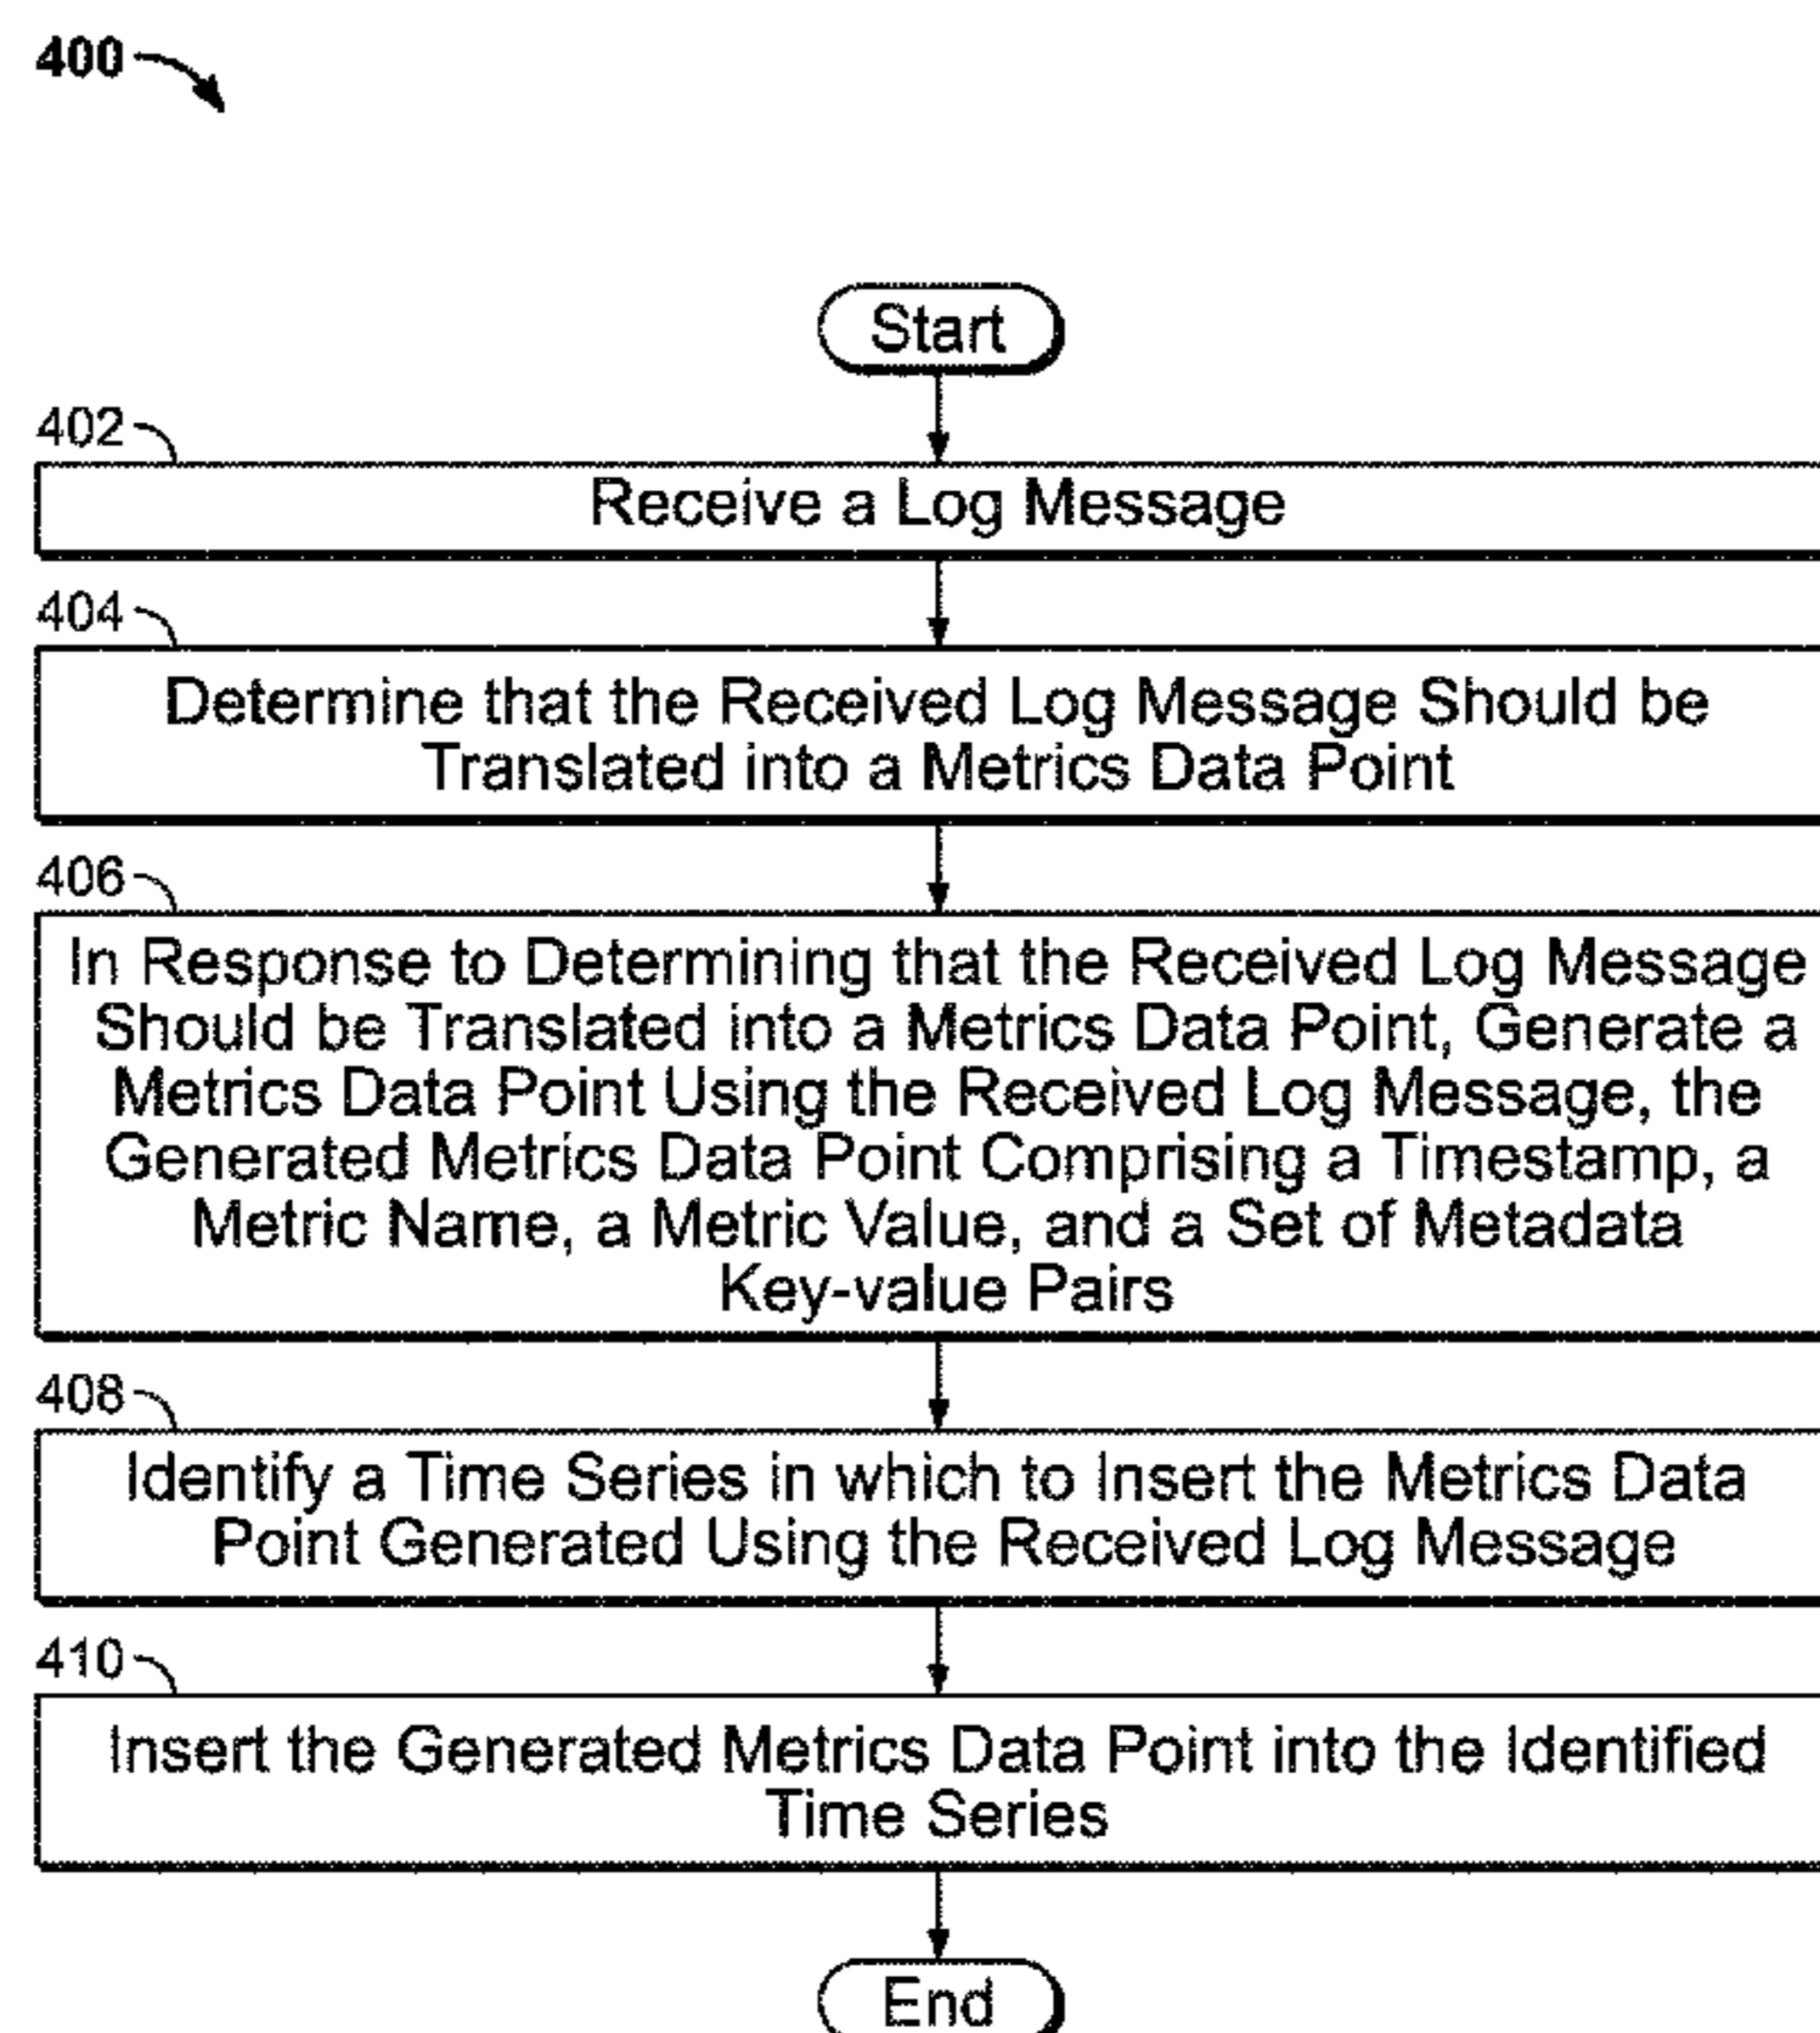 400
Start
402
Receive a Log Message
404
Determine that the Received Log Message Should be
Translated into a Metrics Data Point
406
In Response to Determining that the Received Log Message
Should be Translated into a Metrics Data Point, Generate a
Metrics Data Point Using the Received Log Message, the
Generated Metrics Data Point Comprising a Timestamp, a
Metric Name, a Metric Value, and a Set of Metadata
Key-value Pairs
408
Identify a Time Series in which to Insert the Metrics Data
Point Generated Using the Received Log Message
410
Insert the Generated Metrics Data Point into the Identified
Time Series
End